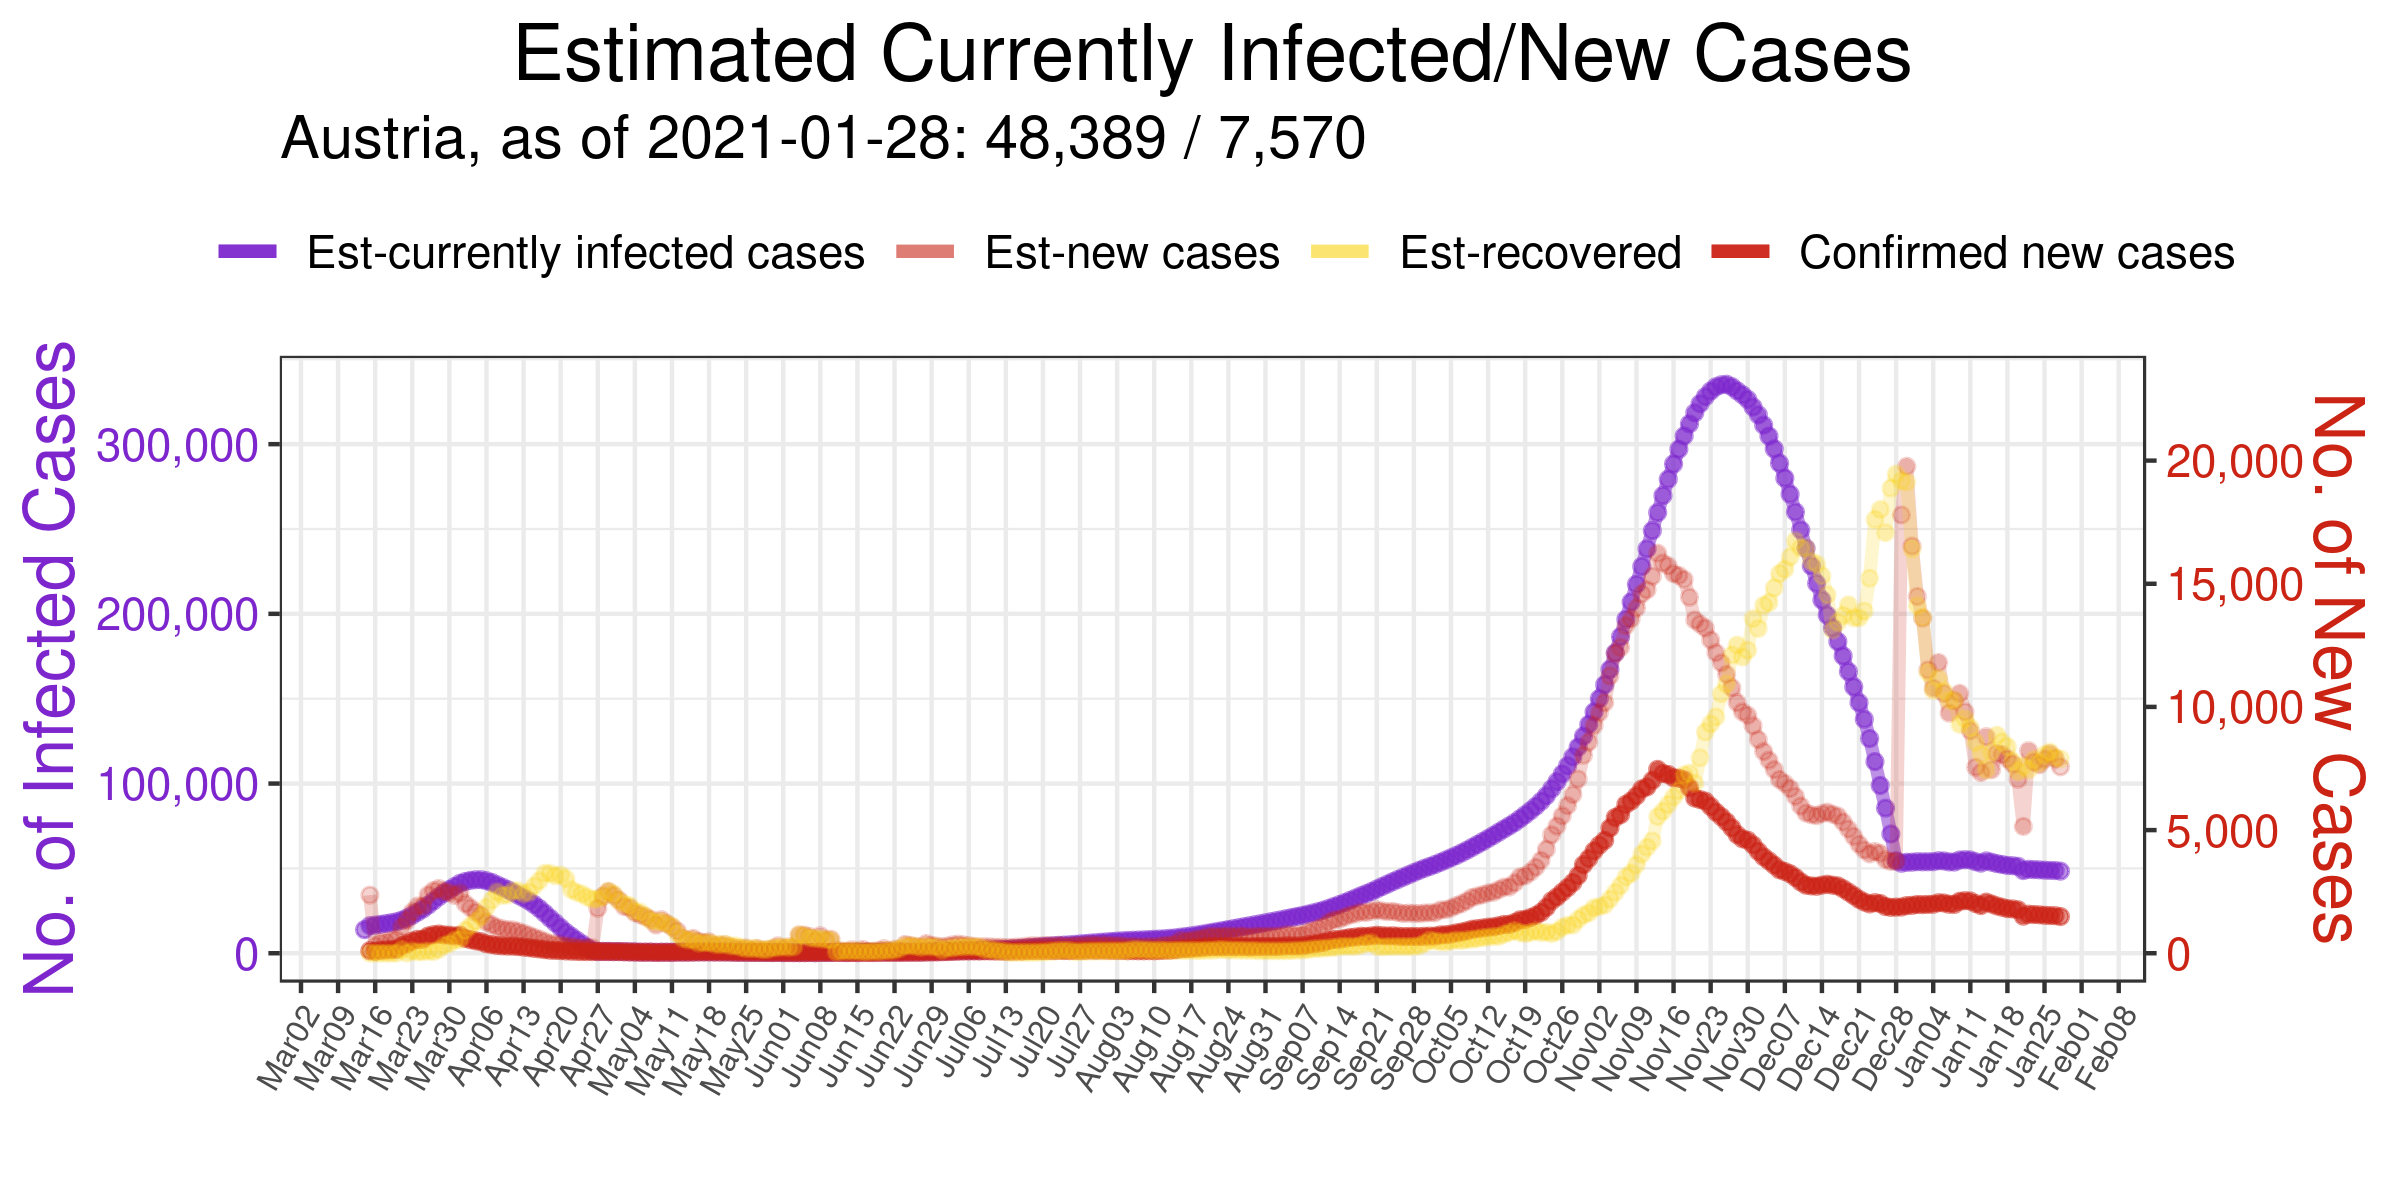 Estimated Currently Infected/New Cases
Austria, as of 2021-01-28: 48,389 / 7,570
Est-currently infected cases
Est-new cases
Est-recovered
Confirmed new cases
No. of Infected Cases
300,000
200,000
100,000
0
20,000
15,000
10,000
5,000
0
No. of New Cases
Mar02
Mar09
Mar16
Mar23
Mar30
Apr06
Apr13
Apr20
Apr27
May04
May11
May18
May25
Jun01
Jun08
Jun15
Jun22
Jun29
Jul06
Jul13
Jul20
Jul27
Aug03
Aug10
Aug17
Aug24
Aug31
Sep07
Sep14
Sep21
Sep28
Oct05
Oct12
Oct19
Oct26
Nov02
Nov09
Nov16
Nov23
Nov30
Dec07
Dec14
Dec21
Dec28
Jan04
Jan11
Jan18
Jan25
Feb01
Feb08